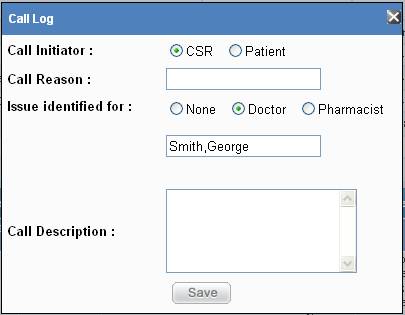 Call Log
Call Initiator : CSR Patient
Call Reason :
Issue identified for : None Doctor Pharmacist
Smith,George
Call Description :
Save